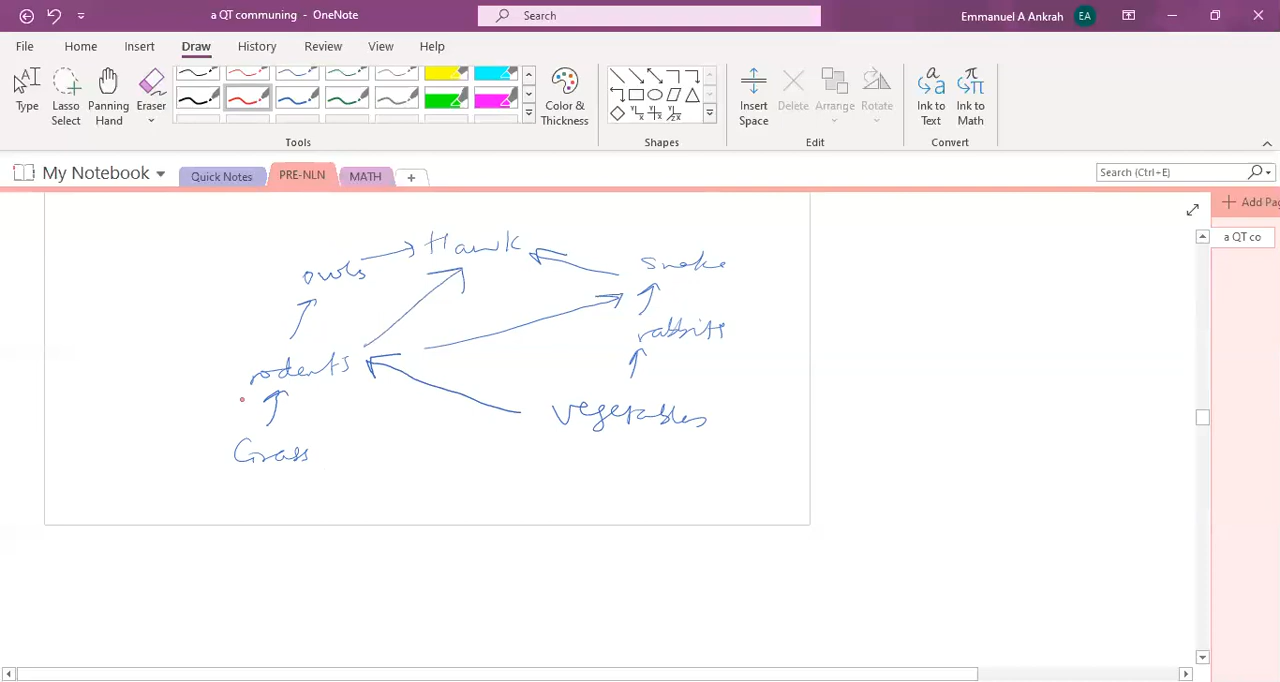 a QT communing - OneNote
Search
Emmanuel A Ankrah
EA
File Home Insert Draw View History Review View Help
Type
Lasso Select
Panning Hand
Eraser
Color & Thickness
Insert Space
Delete
Arrange
Rotate
Ink to Text
Ink to Math
Tools
Shapes
Edit
Convert
My Notebook
Quick Notes
PRE-NLN
MATH
Search (Ctrl+E)
Add Pag
a QT co
Hawk
owls
snake
rabbits
rodents
vegetables
Grass